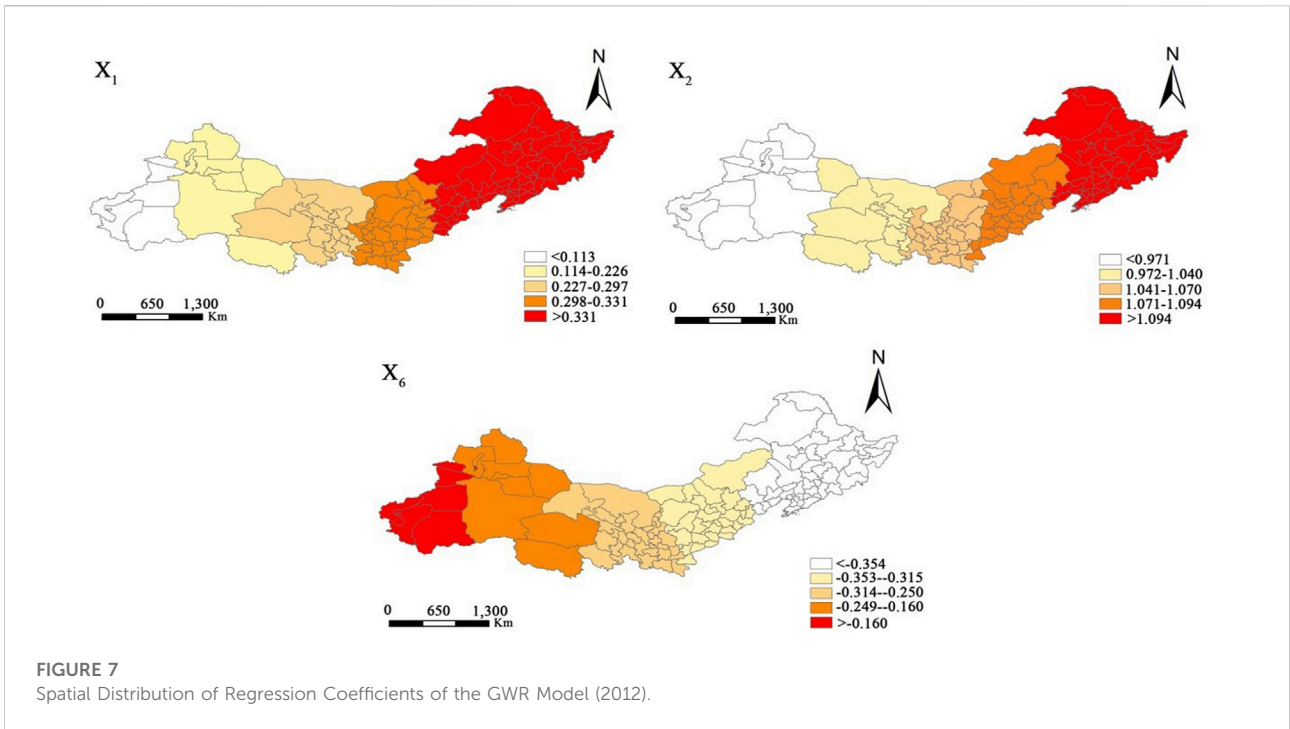 X₁
N
<0.113
0.114-0.226
0.227-0.297
0.298-0.331
>0.331
0 650 1,300
Km
X₂
N
<0.971
0.972-1.040
1.041-1.070
1.071-1.094
>1.094
0 650 1,300
Km
X₆
N
<-0.354
-0.353--0.315
-0.314--0.250
-0.249--0.160
>-0.160
0 650 1,300
Km
FIGURE 7
Spatial Distribution of Regression Coefficients of the GWR Model (2012).